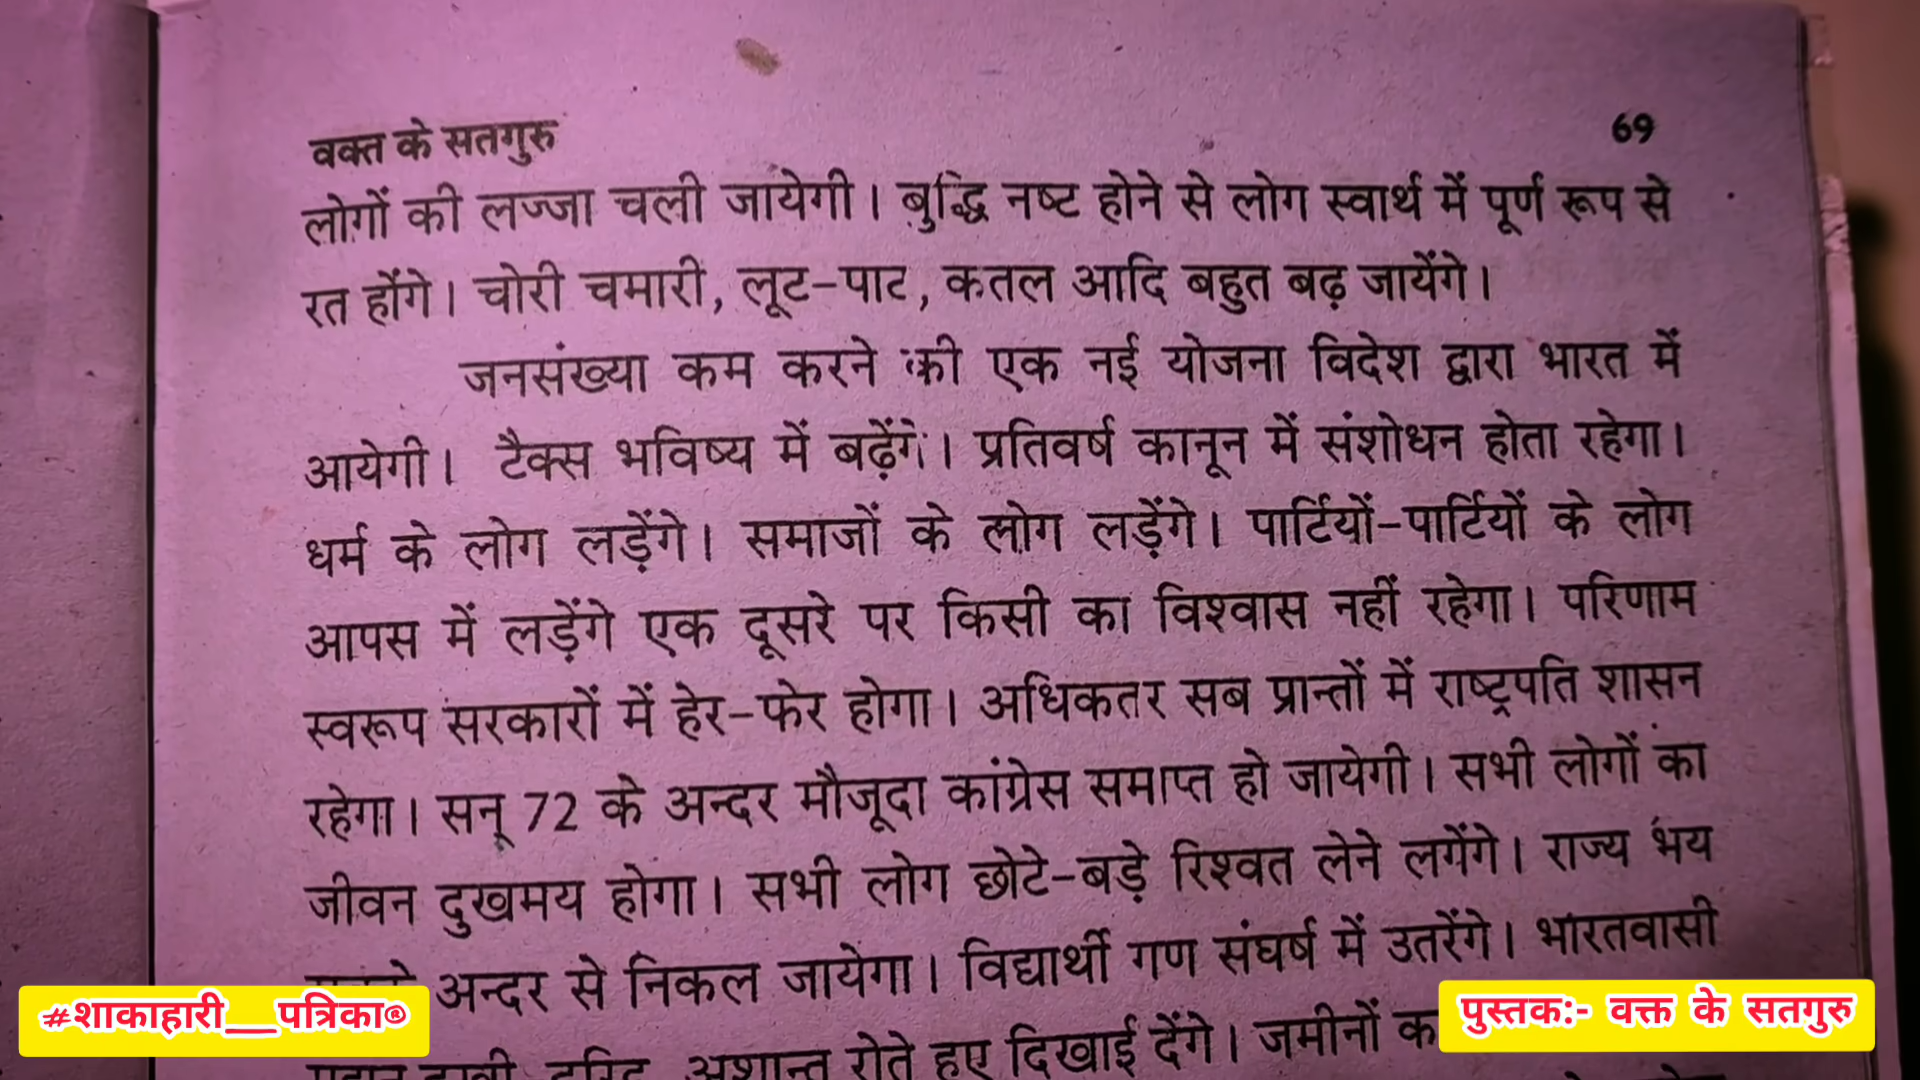 वक्त के सतगुरु 69
लोगों की लज्जा चली जायेगी। बुद्धि नष्ट होने से लोग स्वार्थ में पूर्ण रूप से
रत होंगे। चोरी चमारी, लूट-पाट, कतल आदि बहुत बढ़ जायेंगे।
जनसंख्या कम करने की एक नई योजना विदेश द्वारा भारत में
आयेगी। टैक्स भविष्य में बढ़ेंगे। प्रतिवर्ष कानून में संशोधन होता रहेगा।
धर्म के लोग लड़ेंगे। समाजों के लोग लड़ेंगे। पार्टियों-पार्टियों के लोग
आपस में लड़ेंगे एक दूसरे पर किसी का विश्वास नहीं रहेगा। परिणाम
स्वरूप सरकारों में हेर-फेर होगा। अधिकतर सब प्रान्तों में राष्ट्रपति शासन
रहेगा। सन् 72 के अन्दर मौजूदा कांग्रेस समाप्त हो जायेगी। सभी लोगों का
जीवन दुखमय होगा। सभी लोग छोटे-बड़े रिश्वत लेने लगेंगे। राज्य भय
अन्दर से निकल जायेगा। विद्यार्थी गण संघर्ष में उतरेंगे। भारतवासी
अशान्त रोते हुए दिखाई देंगे। जमीनों
#शाकाहारी__पत्रिका®
पुस्तक:- वक्त के सतगुरु